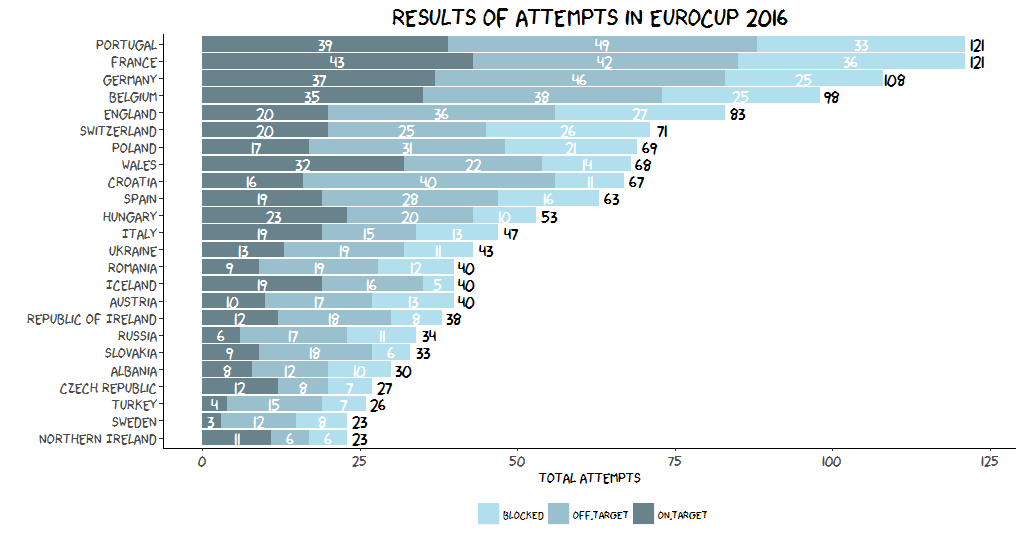 RESULTS OF ATTEMPTS IN EUROCUP 2016
PORTUGAL 39 49 33 121
FRANCE 43 42 36 121
GERMANY 37 46 25 108
BELGIUM 35 38 25 98
ENGLAND 20 36 27 83
SWITZERLAND 20 25 26 71
POLAND 17 31 21 69
WALES 32 22 14 68
CROATIA 16 40 11 67
SPAIN 19 28 16 63
HUNGARY 23 20 10 53
ITALY 19 15 13 47
UKRAINE 13 19 11 43
ROMANIA 9 19 12 40
ICELAND 19 16 5 40
AUSTRIA 10 17 13 40
REPUBLIC OF IRELAND 12 18 8 38
RUSSIA 6 17 11 34
SLOVAKIA 9 18 6 33
ALBANIA 8 12 10 30
CZECH REPUBLIC 12 8 7 27
TURKEY 4 15 7 26
SWEDEN 3 12 8 23
NORTHERN IRELAND 11 6 6 23
0 25 50 75 100 125
TOTAL ATTEMPTS
BLOCKED OFF.TARGET ON.TARGET